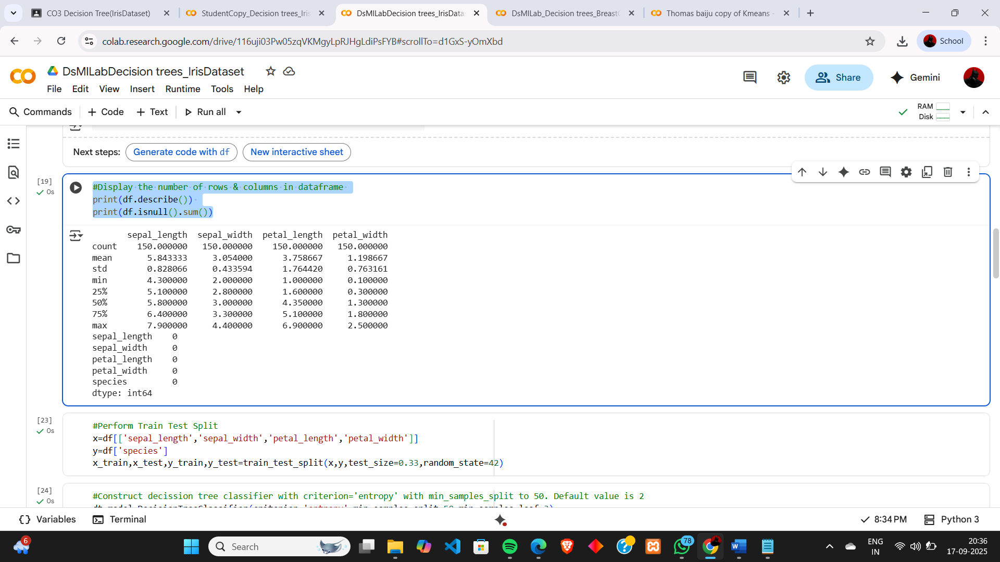 CO3 Decision Tree(IrisDataset)
StudentCopy_Decision trees_Iris
DsMlLabDecision trees_IrisData
DsMlLab_Decision trees_BreastC
Thomas baiju copy of Kmeans -
colab.research.google.com/drive/116uji03Pw05zqVKMgyLpRJHgLdiPsFYB#scrollTo=d1GxS-yOmXbd
School
DsMlLabDecision trees_IrisDataset
File Edit View Insert Runtime Tools Help
Share
Gemini
Commands + Code + Text Run all
RAM
Disk
Next steps: Generate code with df New interactive sheet
[19]
0s
#Display the number of rows & columns in dataframe
print(df.describe())
print(df.isnull().sum())
sepal_length sepal_width petal_length petal_width
count 150.000000 150.000000 150.000000 150.000000
mean 5.843333 3.054000 3.758667 1.198667
std 0.828066 0.433594 1.764420 0.763161
min 4.300000 2.000000 1.000000 0.100000
25% 5.100000 2.800000 1.600000 0.300000
50% 5.800000 3.000000 4.350000 1.300000
75% 6.400000 3.300000 5.100000 1.800000
max 7.900000 4.400000 6.900000 2.500000
sepal_length 0
sepal_width 0
petal_length 0
petal_width 0
species 0
dtype: int64
[23]
0s
#Perform Train Test Split
x=df[['sepal_length','sepal_width','petal_length','petal_width']]
y=df['species']
x_train,x_test,y_train,y_test=train_test_split(x,y,test_size=0.33,random_state=42)
[24]
0s
#Construct decission tree classifier with criterion='entropy' with min_samples_split to 50. Default value is 2
Variables Terminal
8:34 PM Python 3
6
Search
78
ENG
IN
20:36
17-09-2025